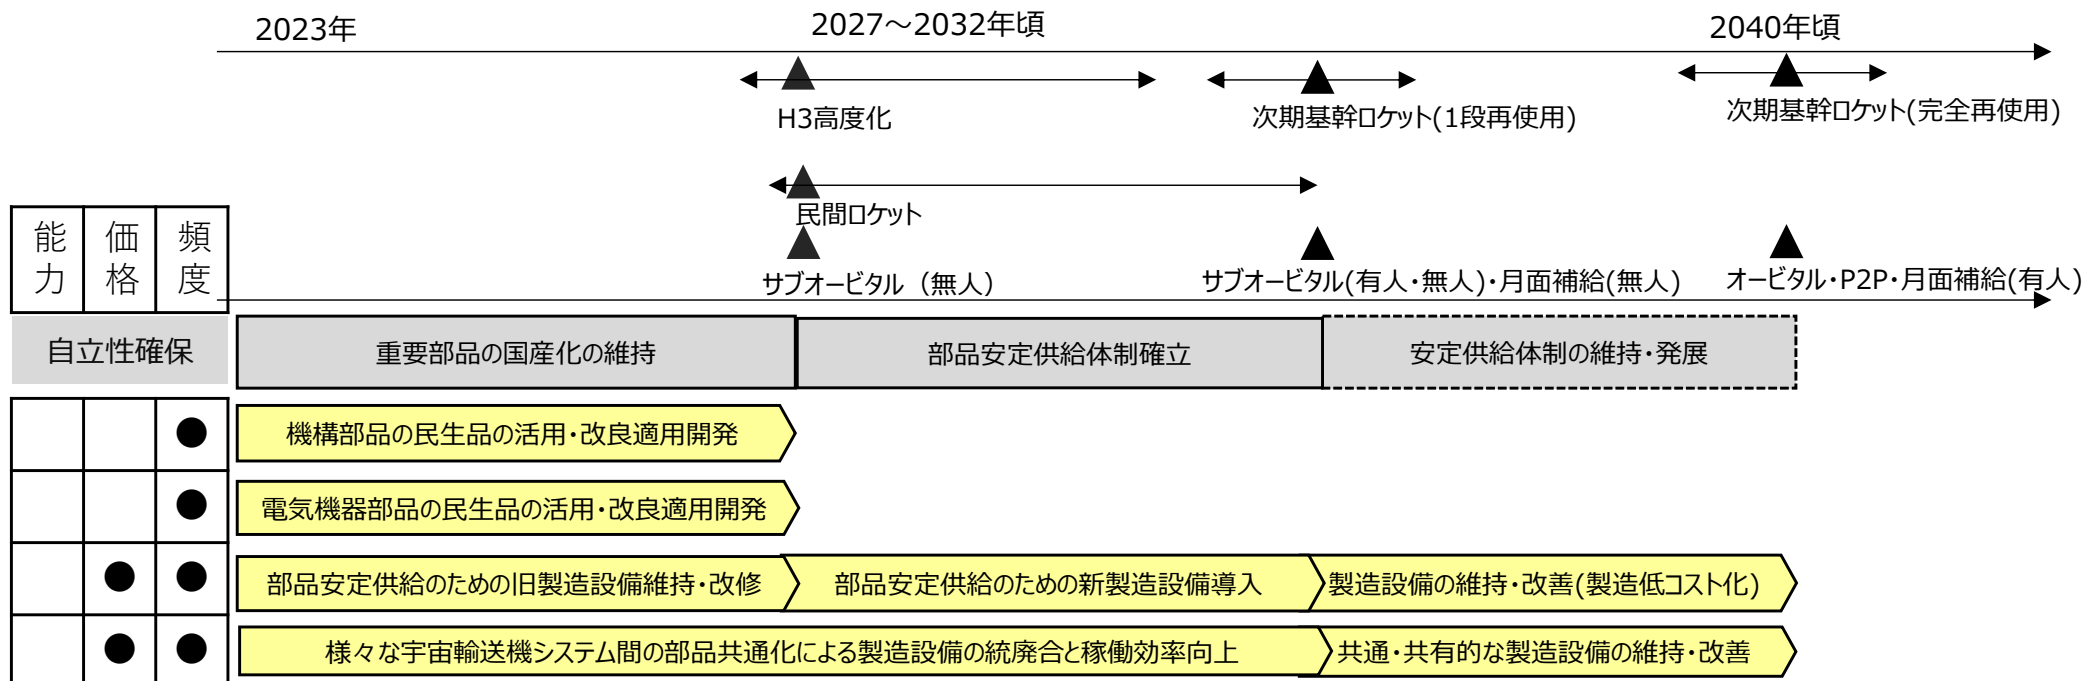 2023年
2027～2032年頃
2040年頃
H3高度化
次期基幹ロケット(1段再使用)
次期基幹ロケット(完全再使用)
民間ロケット
能力
価格
頻度
サブオービタル（無人）
サブオービタル(有人・無人)・月面補給(無人)
オービタル・P2P・月面補給(有人)
自立性確保
重要部品の国産化の維持
部品安定供給体制確立
安定供給体制の維持・発展
●
機構部品の民生品の活用・改良適用開発
●
電気機器部品の民生品の活用・改良適用開発
● ●
部品安定供給のための旧製造設備維持・改修
部品安定供給のための新製造設備導入
製造設備の維持・改善(製造低コスト化)
● ●
様々な宇宙輸送機システム間の部品共通化による製造設備の統廃合と稼働効率向上
共通・共有的な製造設備の維持・改善